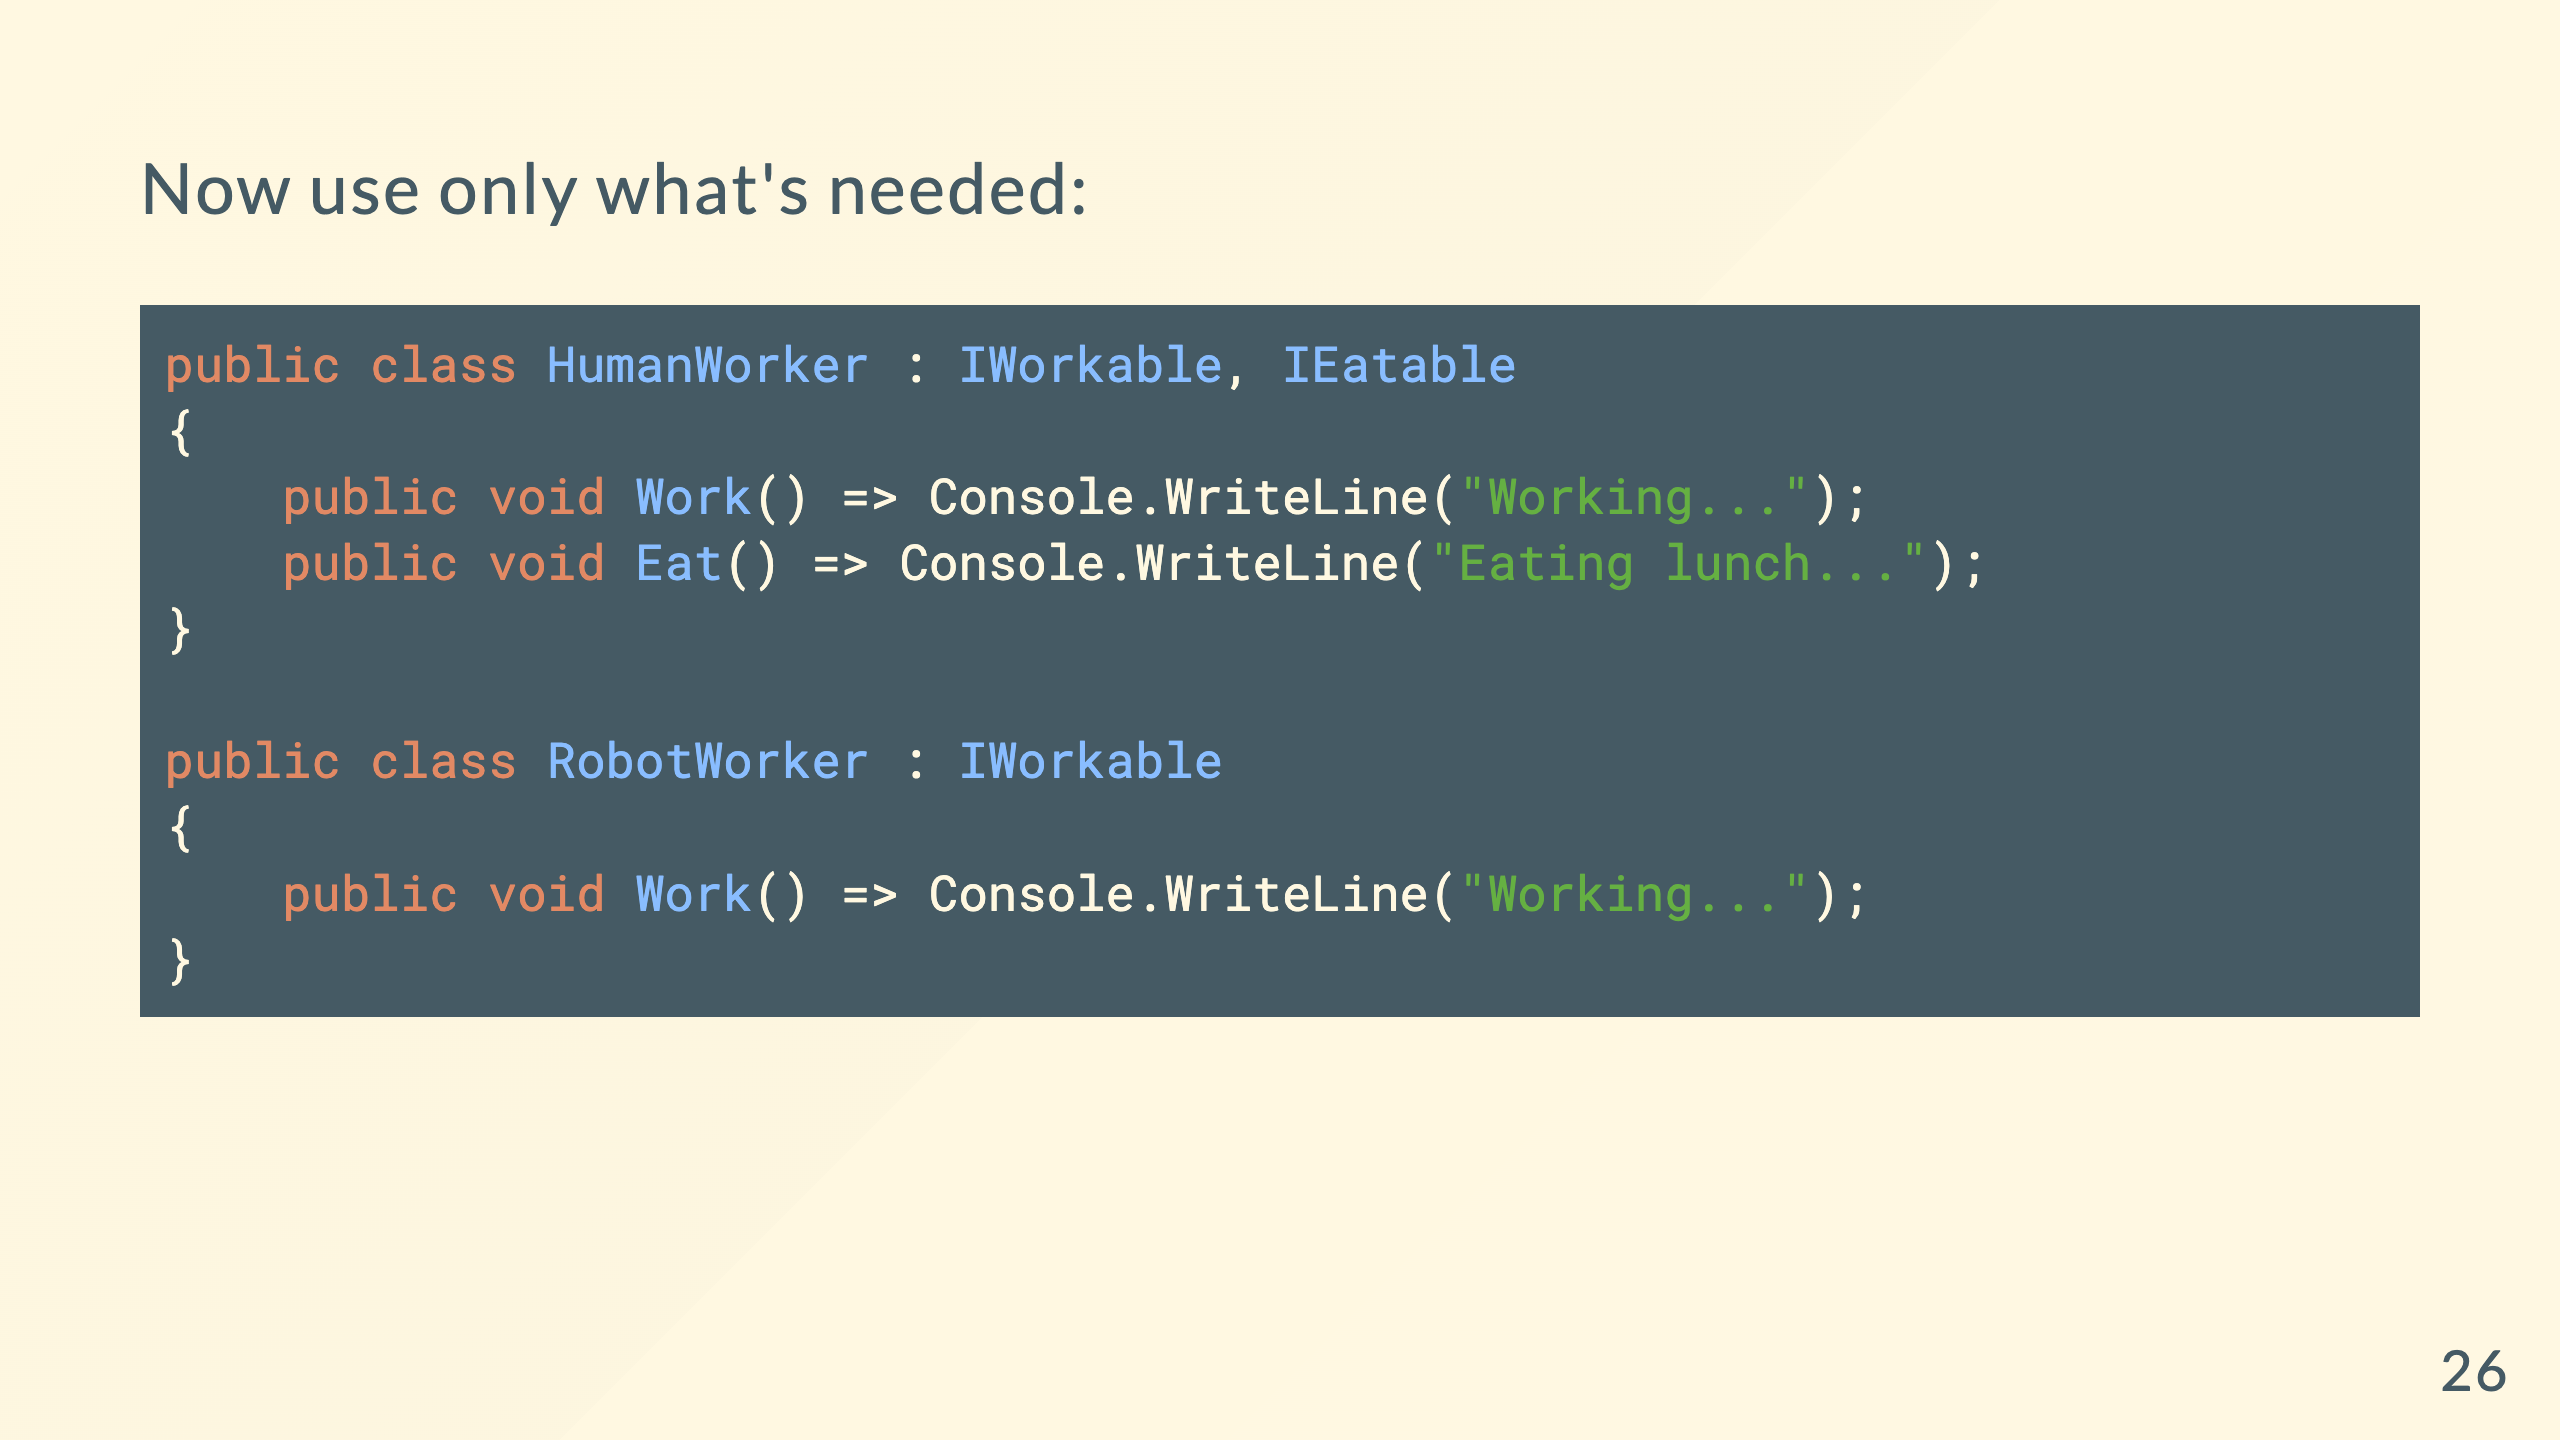 Now use only what's needed:
public class HumanWorker : IWorkable, IEatable
{
    public void Work() => Console.WriteLine("Working...");
    public void Eat() => Console.WriteLine("Eating lunch...");
}

public class RobotWorker : IWorkable
{
    public void Work() => Console.WriteLine("Working...");
}
26